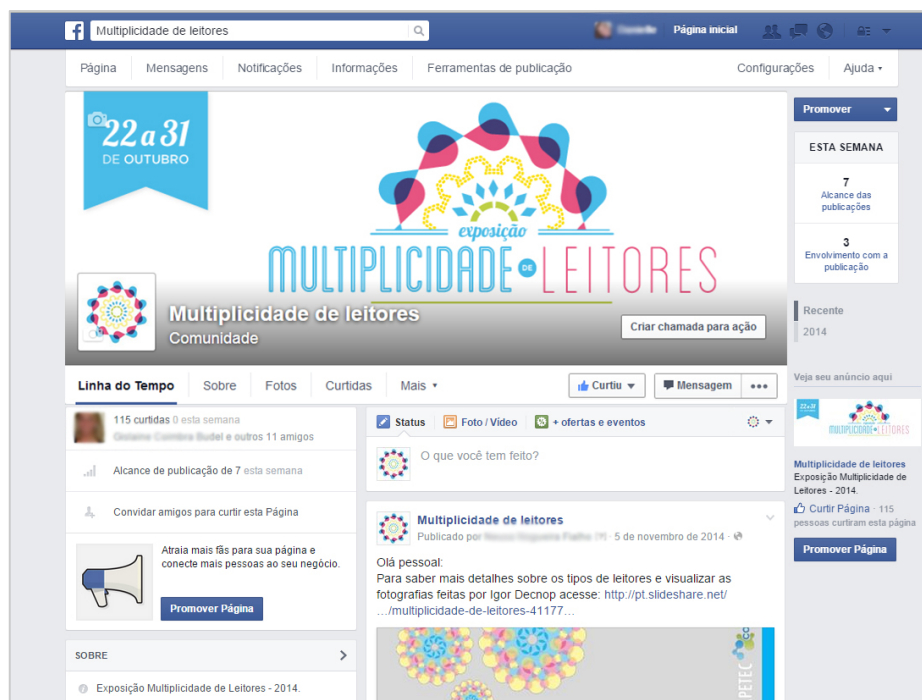 Multiplicidade de leitores
Página inicial
Página Mensagens Notificações Informações Ferramentas de publicação Configurações Ajuda
22 a 31
DE OUTUBRO
exposição
MULTIPLICIDADE DE LEITORES
Multiplicidade de leitores
Comunidade
Criar chamada para ação
Promover
ESTA SEMANA
7
Alcance das
publicações
3
Envolvimento com a
publicação
Recente
2014
Linha do Tempo Sobre Fotos Curtidas Mais
Curtiu Mensagem
115 curtidas 0 esta semana
e outros 11 amigos
Alcance de publicação de 7 esta semana
Convidar amigos para curtir esta Página
Atraia mais fãs para sua página e
conecte mais pessoas ao seu negócio.
Promover Página
SOBRE
Exposição Multiplicidade de Leitores - 2014.
Status Foto / Vídeo + ofertas e eventos
O que você tem feito?
Multiplicidade de leitores
Publicado por
5 de novembro de 2014
Olá pessoal:
Para saber mais detalhes sobre os tipos de leitores e visualizar as
fotografias feitas por Igor Decnop acesse: http://pt.slideshare.net/
…/multiplicidade-de-leitores-41177…
Veja seu anúncio aqui
22 a 31
MULTIPLICIDADE DE LEITORES
Multiplicidade de leitores
Exposição Multiplicidade de
Leitores - 2014.
Curtir Página · 115
pessoas curtiram esta página
Promover Página